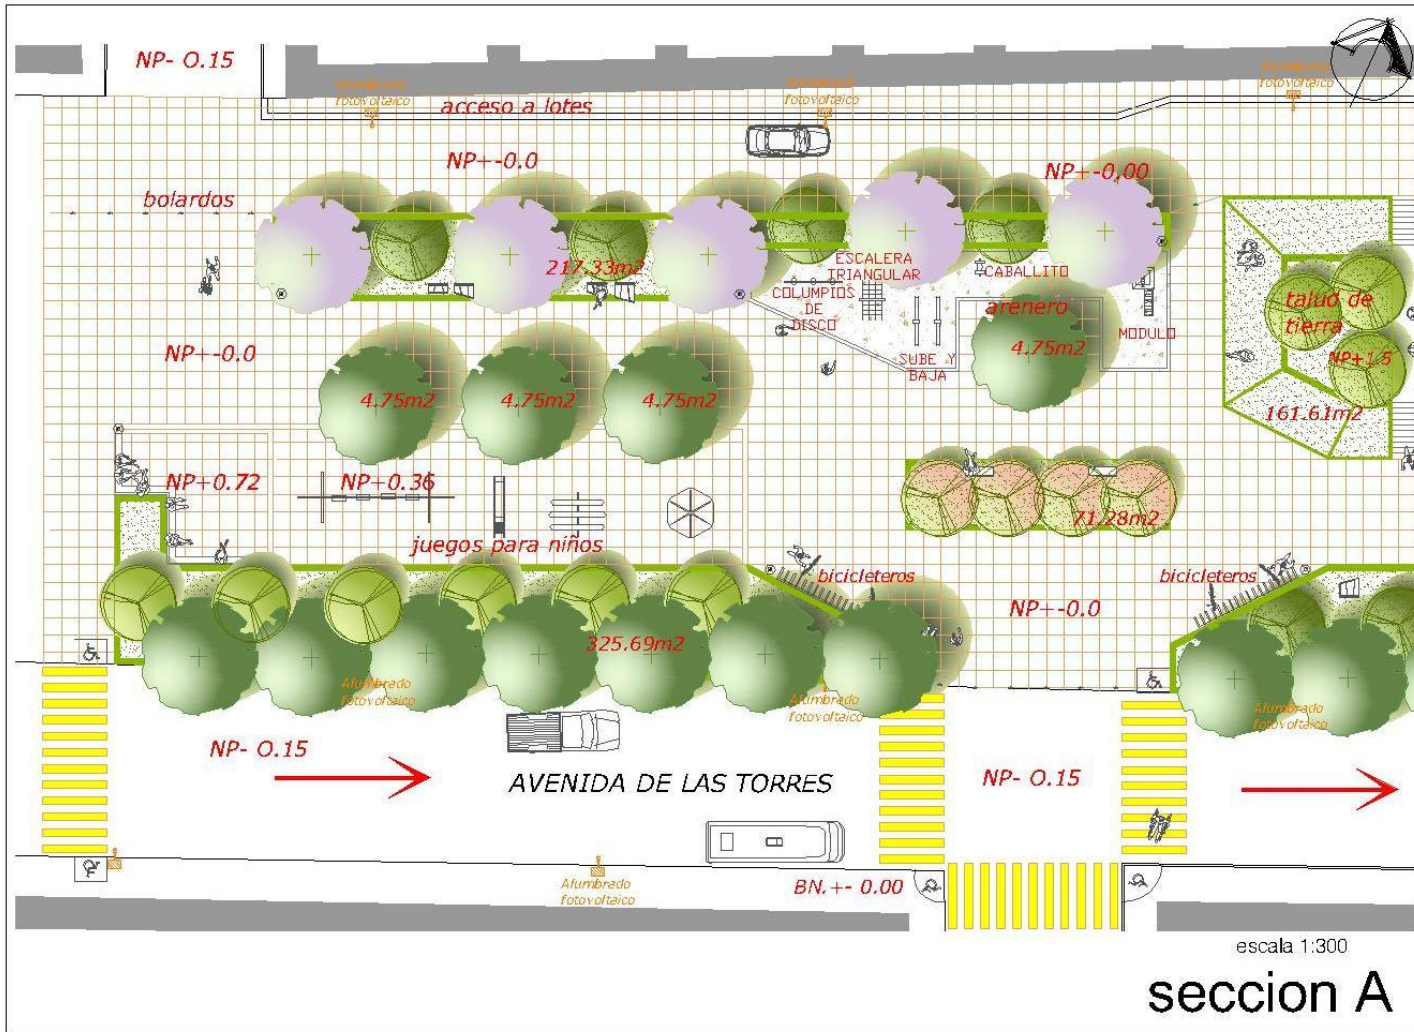 NP- O.15
Alumbrado
fotovoltaico
Alumbrado
fotovoltaico
Alumbrado
fotovoltaico
acceso a lotes
NP+-0.0
NP+-0,00
bolardos
217.33m2
ESCALERA
TRIANGULAR
CABALLITO
COLUMPIOS
DE
DISCO
arenero
talud de
tierra
MODULO
NP+-0.0
SUBE Y
BAJA
4.75m2
NP+1.5
4.75m2
4.75m2
4.75m2
161.61m2
NP+0.72
NP+0.36
71.28m2
juegos para niños
bicicleteros
bicicleteros
NP+-0.0
325.69m2
Alumbrado
fotovoltaico
Alumbrado
fotovoltaico
Alumbrado
fotovoltaico
NP- O.15
AVENIDA DE LAS TORRES
NP- O.15
Alumbrado
fotovoltaico
BN.+- 0.00
escala 1:300
seccion A